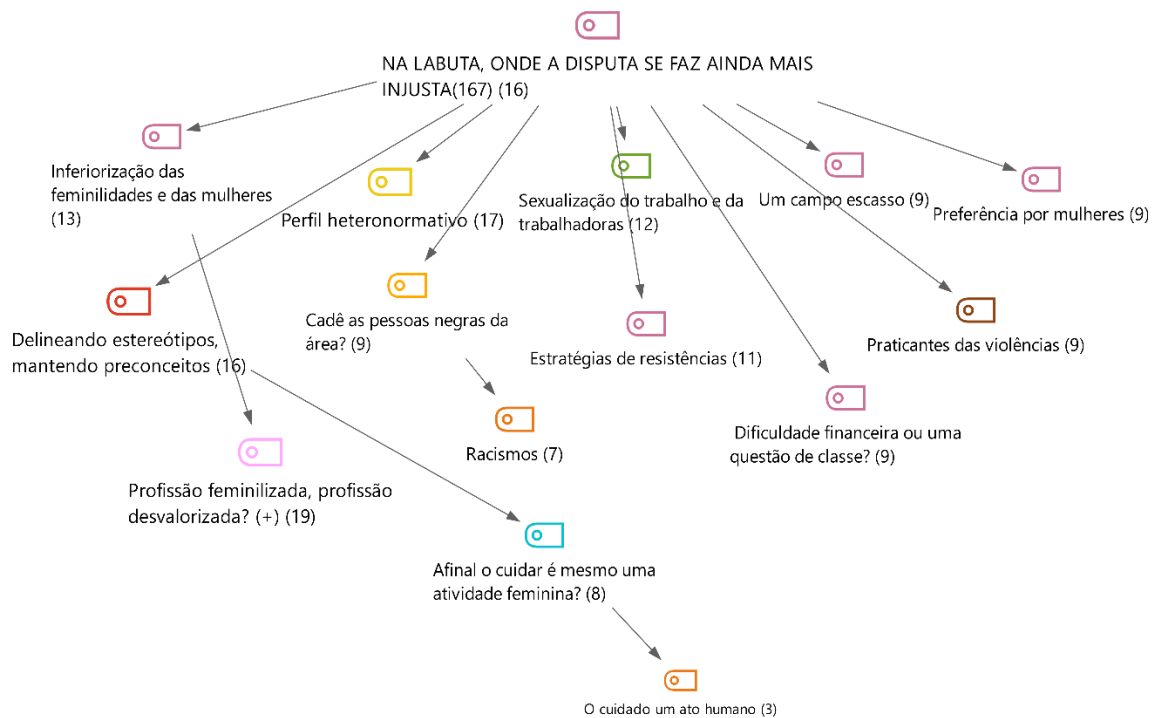 NA LABUTA, ONDE A DISPUTA SE FAZ AINDA MAIS
INJUSTA(167) (16)
Inferiorização das
feminilidades e das mulheres
(13)
Perfil heteronormativo (17)
Sexualização do trabalho e da
trabalhadoras (12)
Um campo escasso (9)
Preferência por mulheres (9)
Delineando estereótipos,
mantendo preconceitos (16)
Cadê as pessoas negras da
área? (9)
Estratégias de resistências (11)
Praticantes das violências (9)
Racismos (7)
Dificuldade financeira ou uma
questão de classe? (9)
Profissão feminilizada, profissão
desvalorizada? (+) (19)
Afinal o cuidar é mesmo uma
atividade feminina? (8)
O cuidado um ato humano (3)